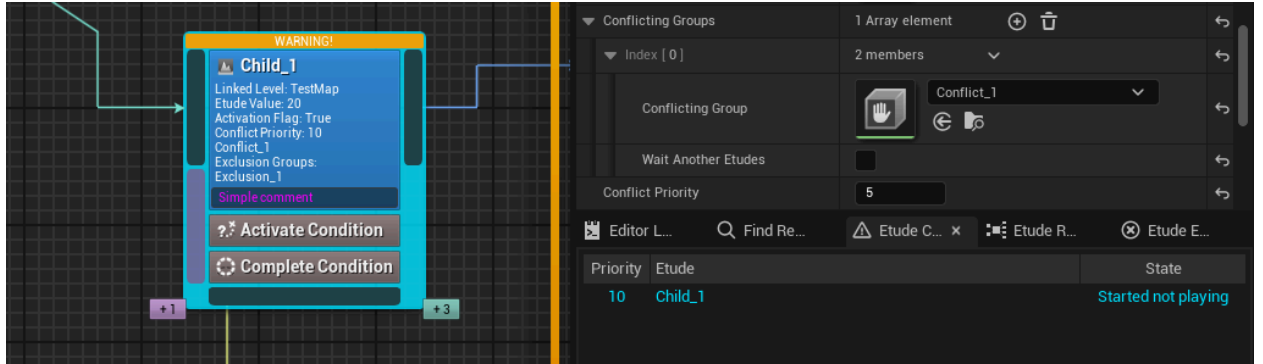 WARNING!
Child_1
Linked Level: TestMap
Etude Value: 20
Activation Flag: True
Conflict Priority: 10
Conflict_1
Exclusion Groups:
Exclusion_1
Simple comment
Activate Condition
Complete Condition
+1
+3
Conflicting Groups 1 Array element
Index [ 0 ] 2 members
Conflicting Group Conflict_1
Wait Another Etudes
Conflict Priority 5
Editor L... Find Re... Etude C... × Etude R... Etude E...
Priority Etude State
10 Child_1 Started not playing